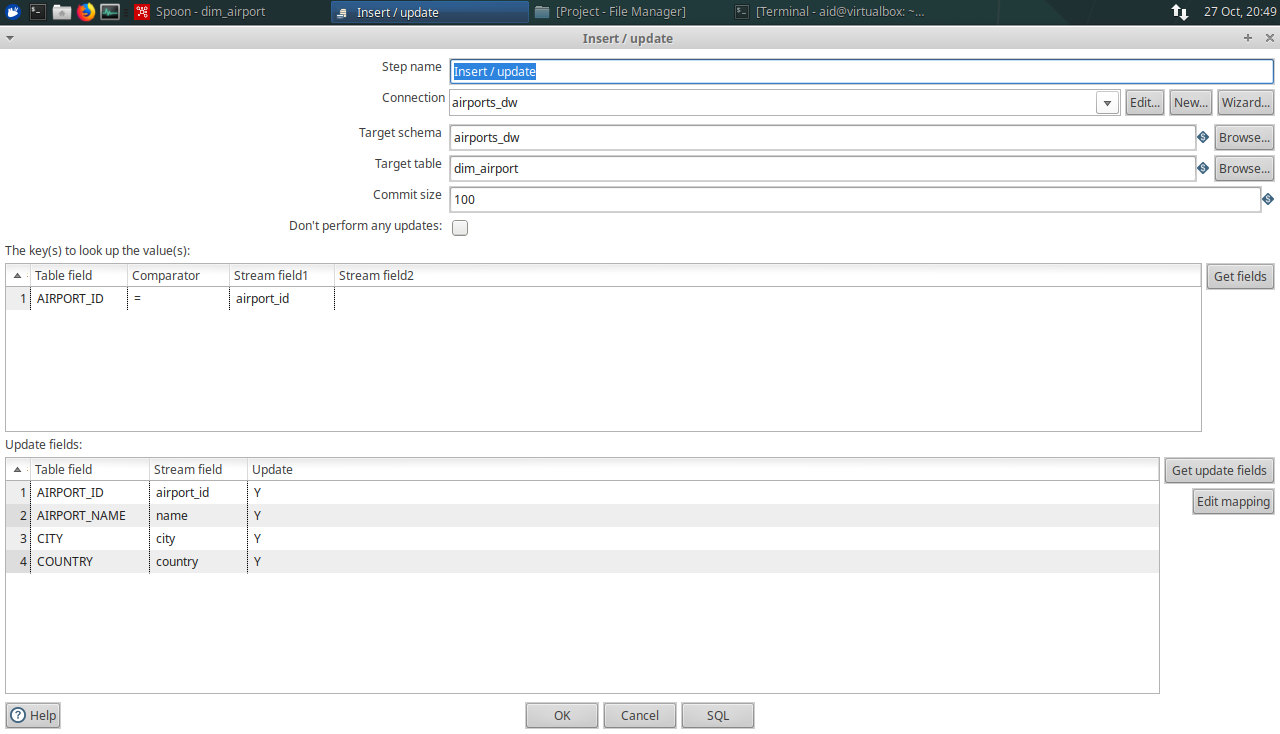 Spoon - dim_airport Insert / update [Project - File Manager] [Terminal - aid@virtualbox: ~... 27 Oct, 20:49
Insert / update
Step name Insert / update
Connection airports_dw Edit... New... Wizard...
Target schema airports_dw Browse...
Target table dim_airport Browse...
Commit size 100
Don't perform any updates:
The key(s) to look up the value(s):
Table field Comparator Stream field1 Stream field2 Get fields
1 AIRPORT_ID = airport_id
Update fields:
Table field Stream field Update Get update fields
1 AIRPORT_ID airport_id Y
Edit mapping
2 AIRPORT_NAME name Y
3 CITY city Y
4 COUNTRY country Y
Help OK Cancel SQL